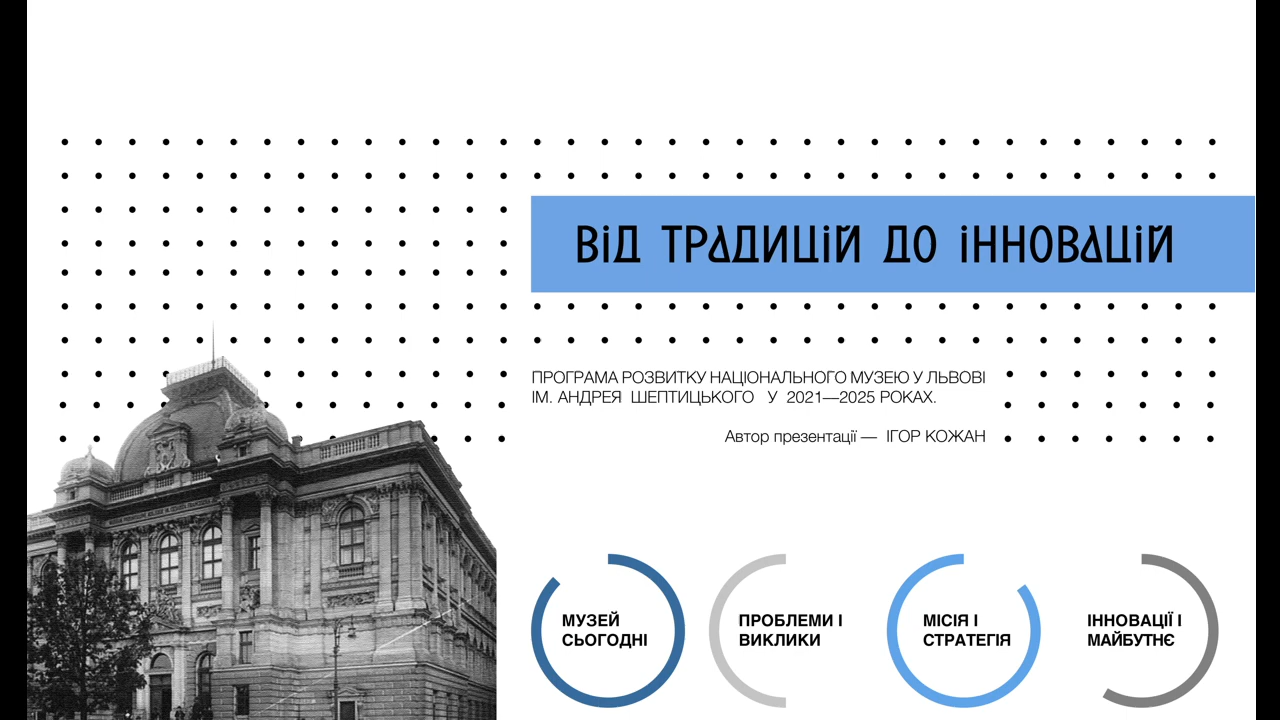 ВІД ТРАДИЦІЙ ДО ІННОВАЦІЙ
ПРОГРАМА РОЗВИТКУ НАЦІОНАЛЬНОГО МУЗЕЮ У ЛЬВОВІ
ІМ. АНДРЕЯ ШЕПТИЦЬКОГО У 2021—2025 РОКАХ.
Автор презентації — ІГОР КОЖАН
МУЗЕЙ
СЬОГОДНІ
ПРОБЛЕМИ І
ВИКЛИКИ
МІСІЯ І
СТРАТЕГІЯ
ІННОВАЦІЇ І
МАЙБУТНЄ